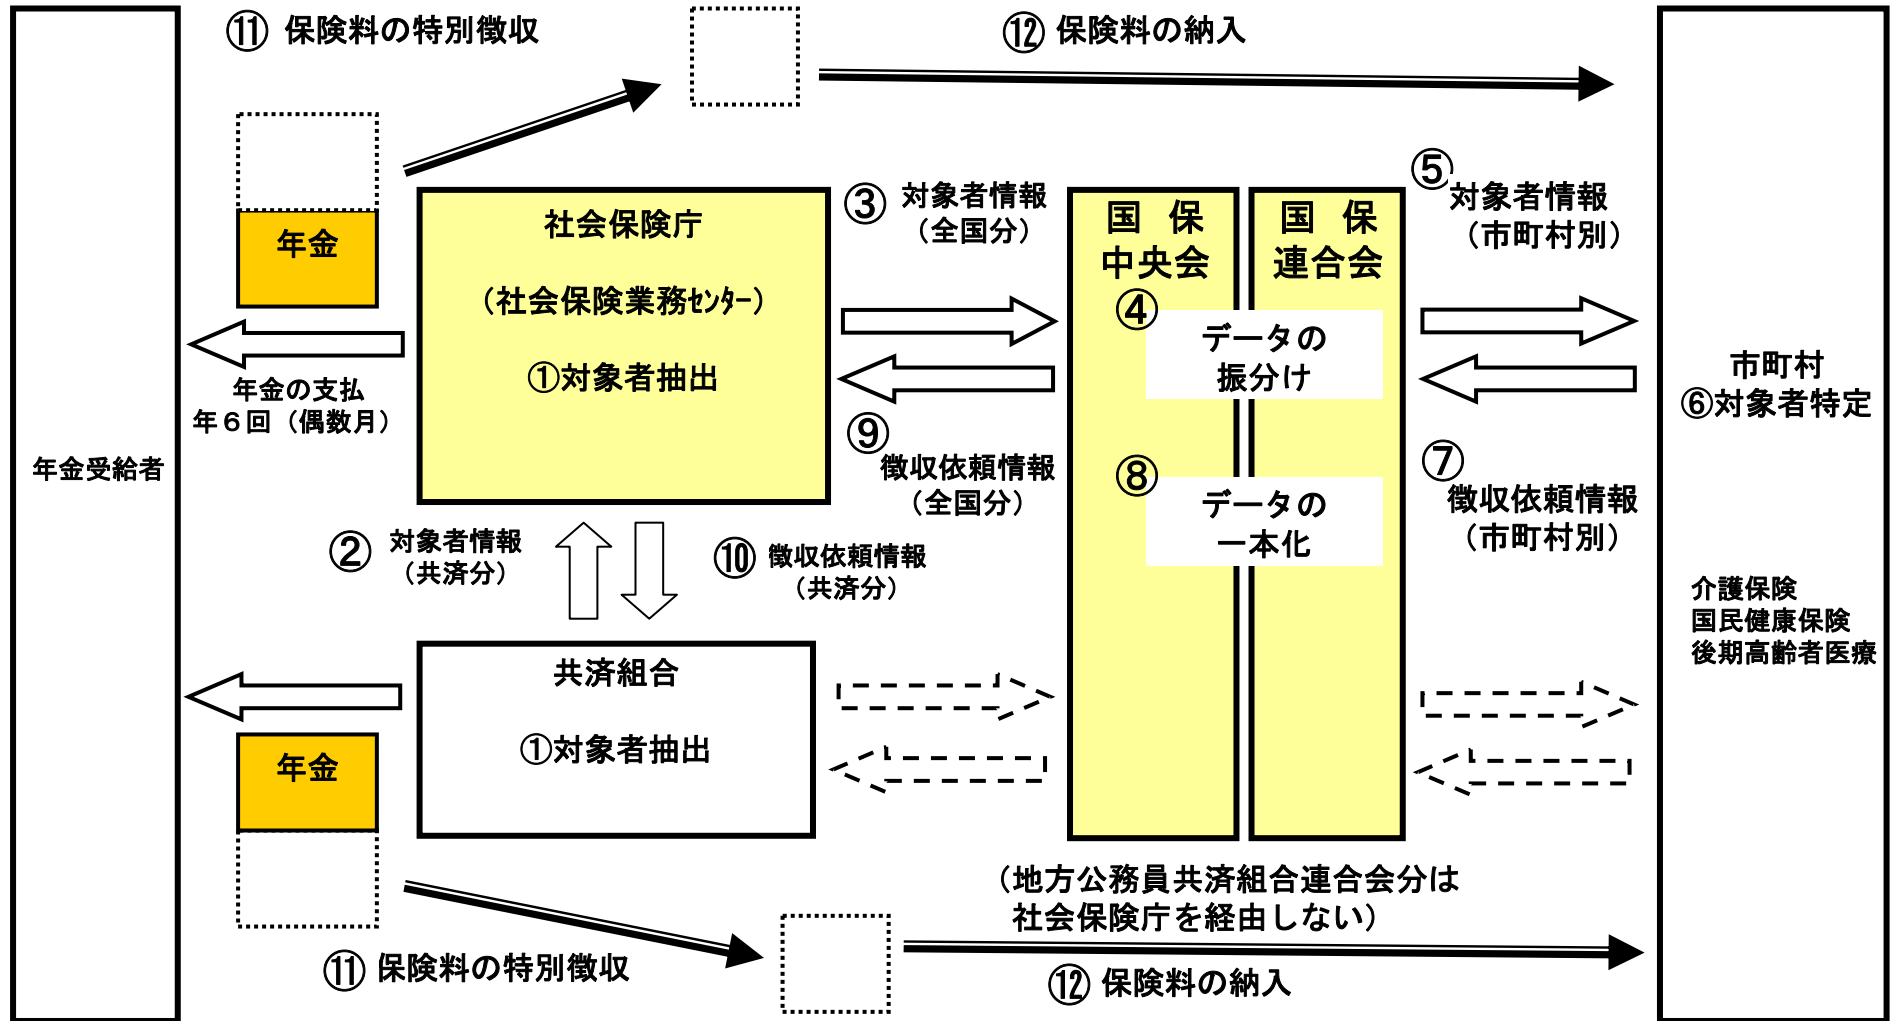 ⑪ 保険料の特別徴収
⑫ 保険料の納入
年金
年金の支払
年６回（偶数月）
年金受給者
社会保険庁
（社会保険業務ｾﾝﾀｰ）
①対象者抽出
③ 対象者情報
（全国分）
⑨
徴収依頼情報
（全国分）
国　保
中央会
国　保
連合会
④
データの
振分け
⑧
データの
一本化
⑤
対象者情報
（市町村別）
⑦
徴収依頼情報
（市町村別）
市町村
⑥対象者特定
介護保険
国民健康保険
後期高齢者医療
② 対象者情報
（共済分）
⑩ 徴収依頼情報
（共済分）
共済組合
①対象者抽出
年金
（地方公務員共済組合連合会分は
社会保険庁を経由しない）
⑪ 保険料の特別徴収
⑫ 保険料の納入